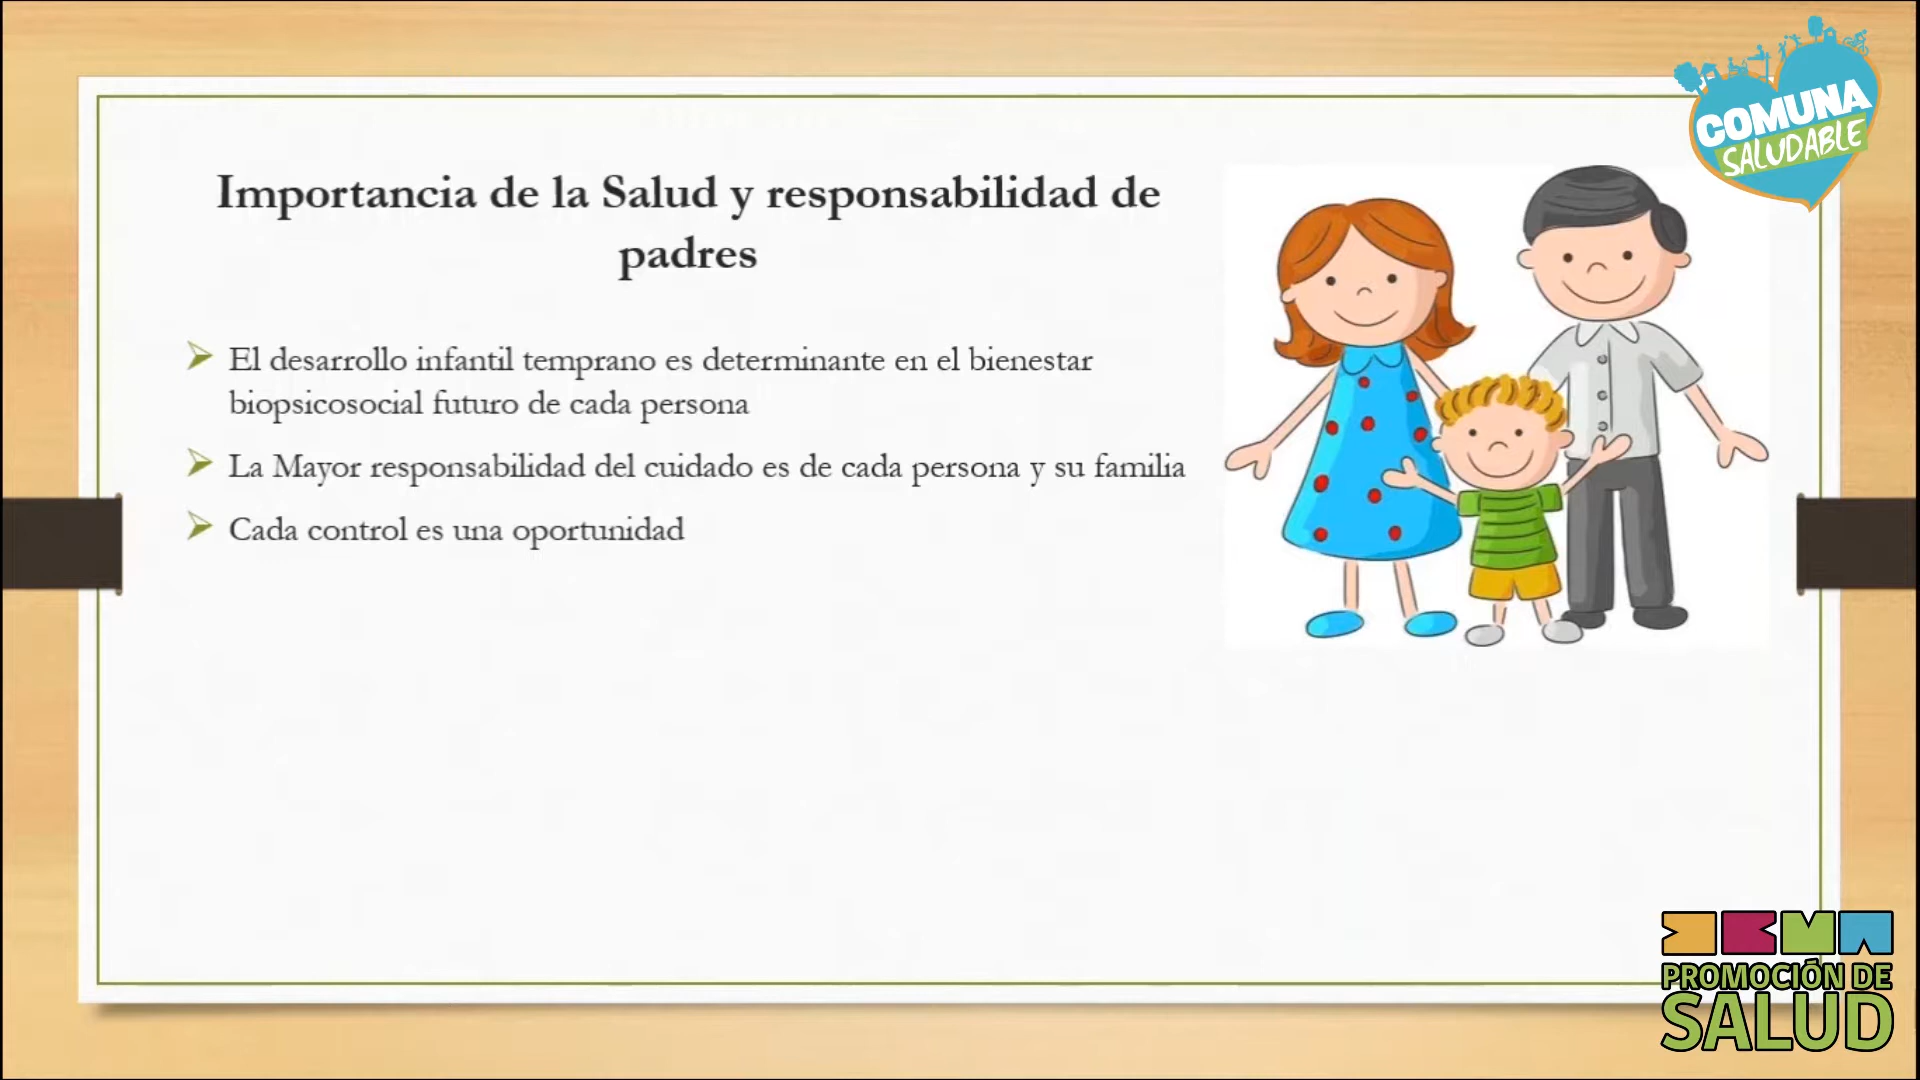 COMUNA
SALUDABLE
Importancia de la Salud y responsabilidad de
padres
El desarrollo infantil temprano es determinante en el bienestar
biopsicosocial futuro de cada persona
La Mayor responsabilidad del cuidado es de cada persona y su familia
Cada control es una oportunidad
PROMOCIÓN DE
SALUD